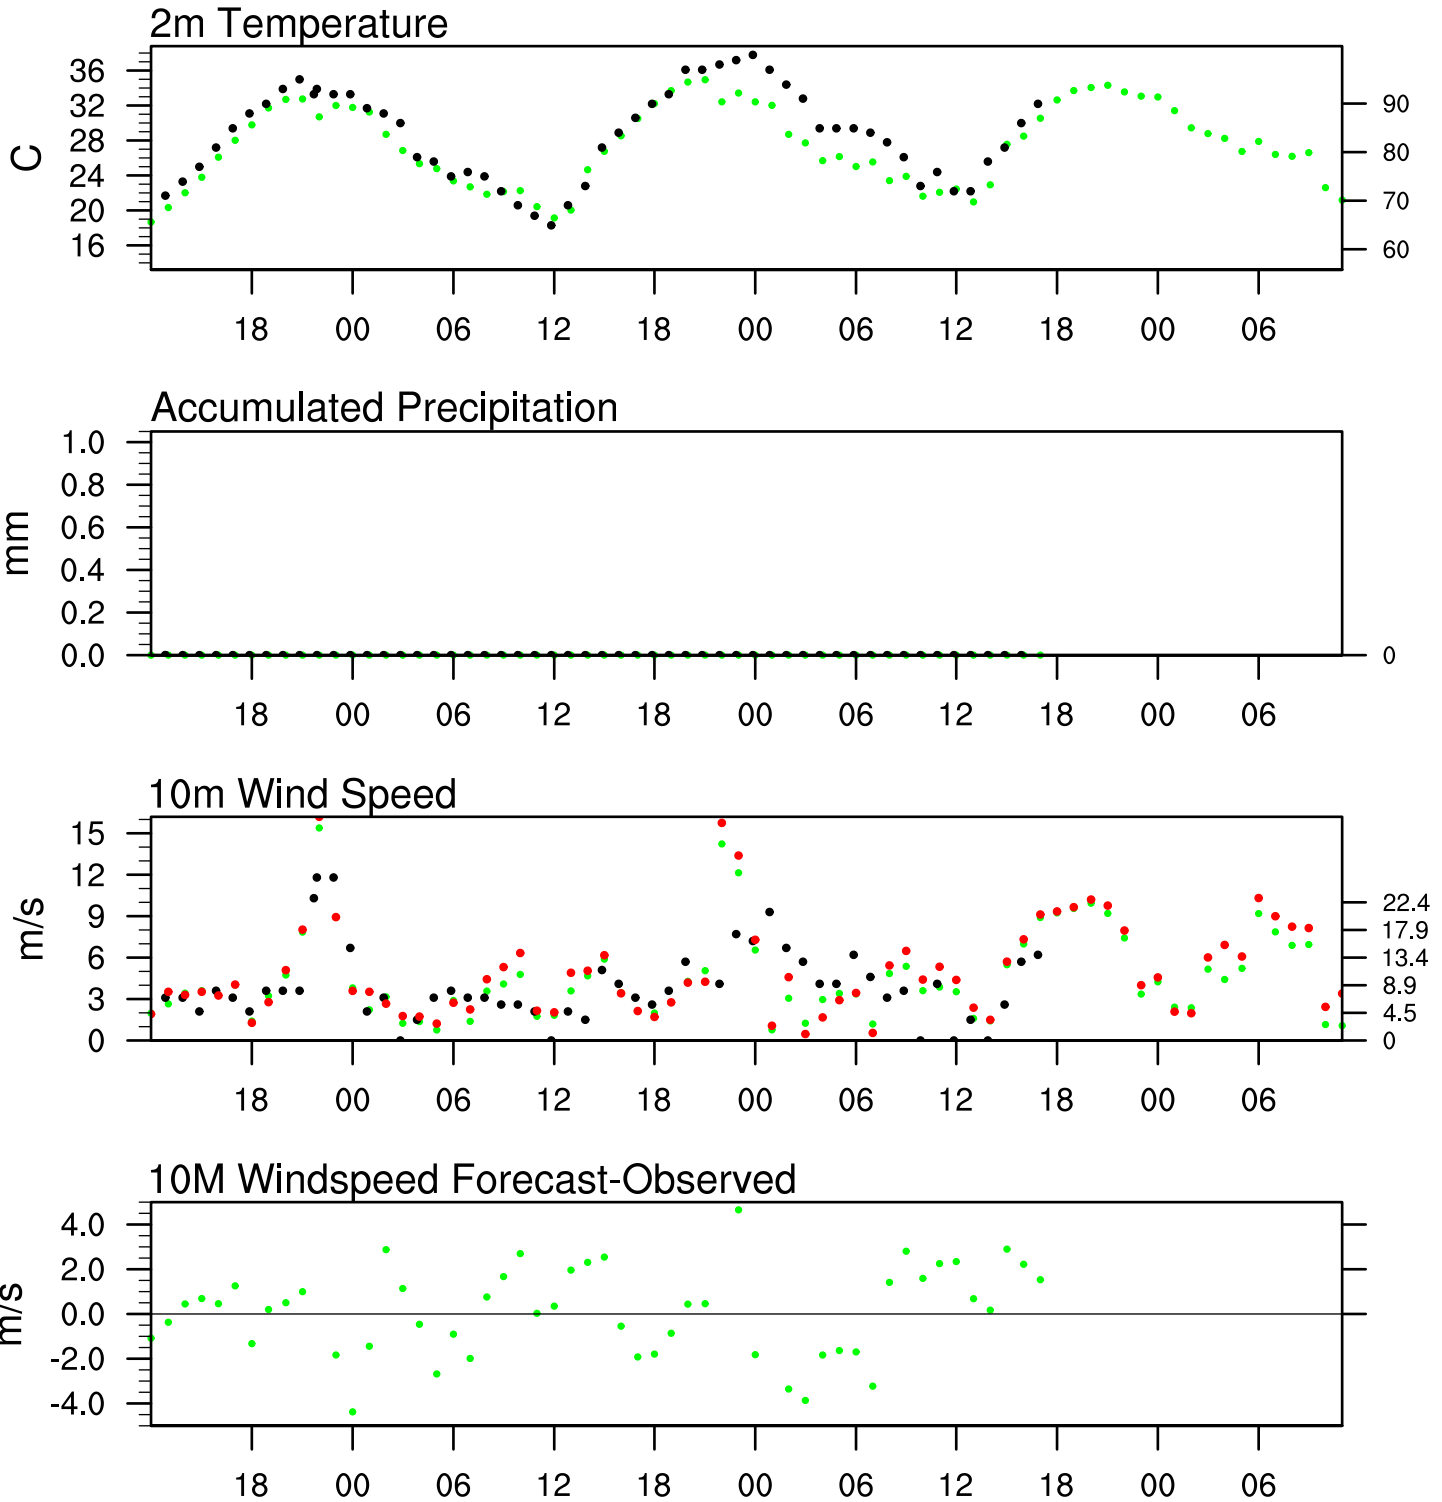 2m Temperature
36
32
28
24
20
16
C
90
80
70
60
18 00 06 12 18 00 06 12 18 00 06
Accumulated Precipitation
1.0
0.8
0.6
0.4
0.2
0.0
mm
0
18 00 06 12 18 00 06 12 18 00 06
10m Wind Speed
15
12
9
6
3
0
m/s
22.4
17.9
13.4
8.9
4.5
0
18 00 06 12 18 00 06 12 18 00 06
10M Windspeed Forecast-Observed
4.0
2.0
0.0
-2.0
-4.0
m/s
18 00 06 12 18 00 06 12 18 00 06